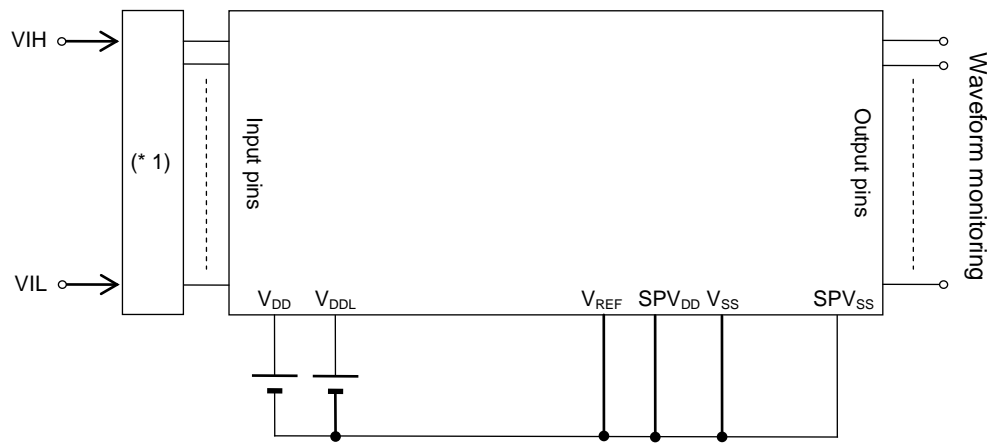 VIH
(* 1)
VIL
Input pins
Output pins
Waveform monitoring
VDD
VDDL
VREF
SPVDD
VSS
SPVSS